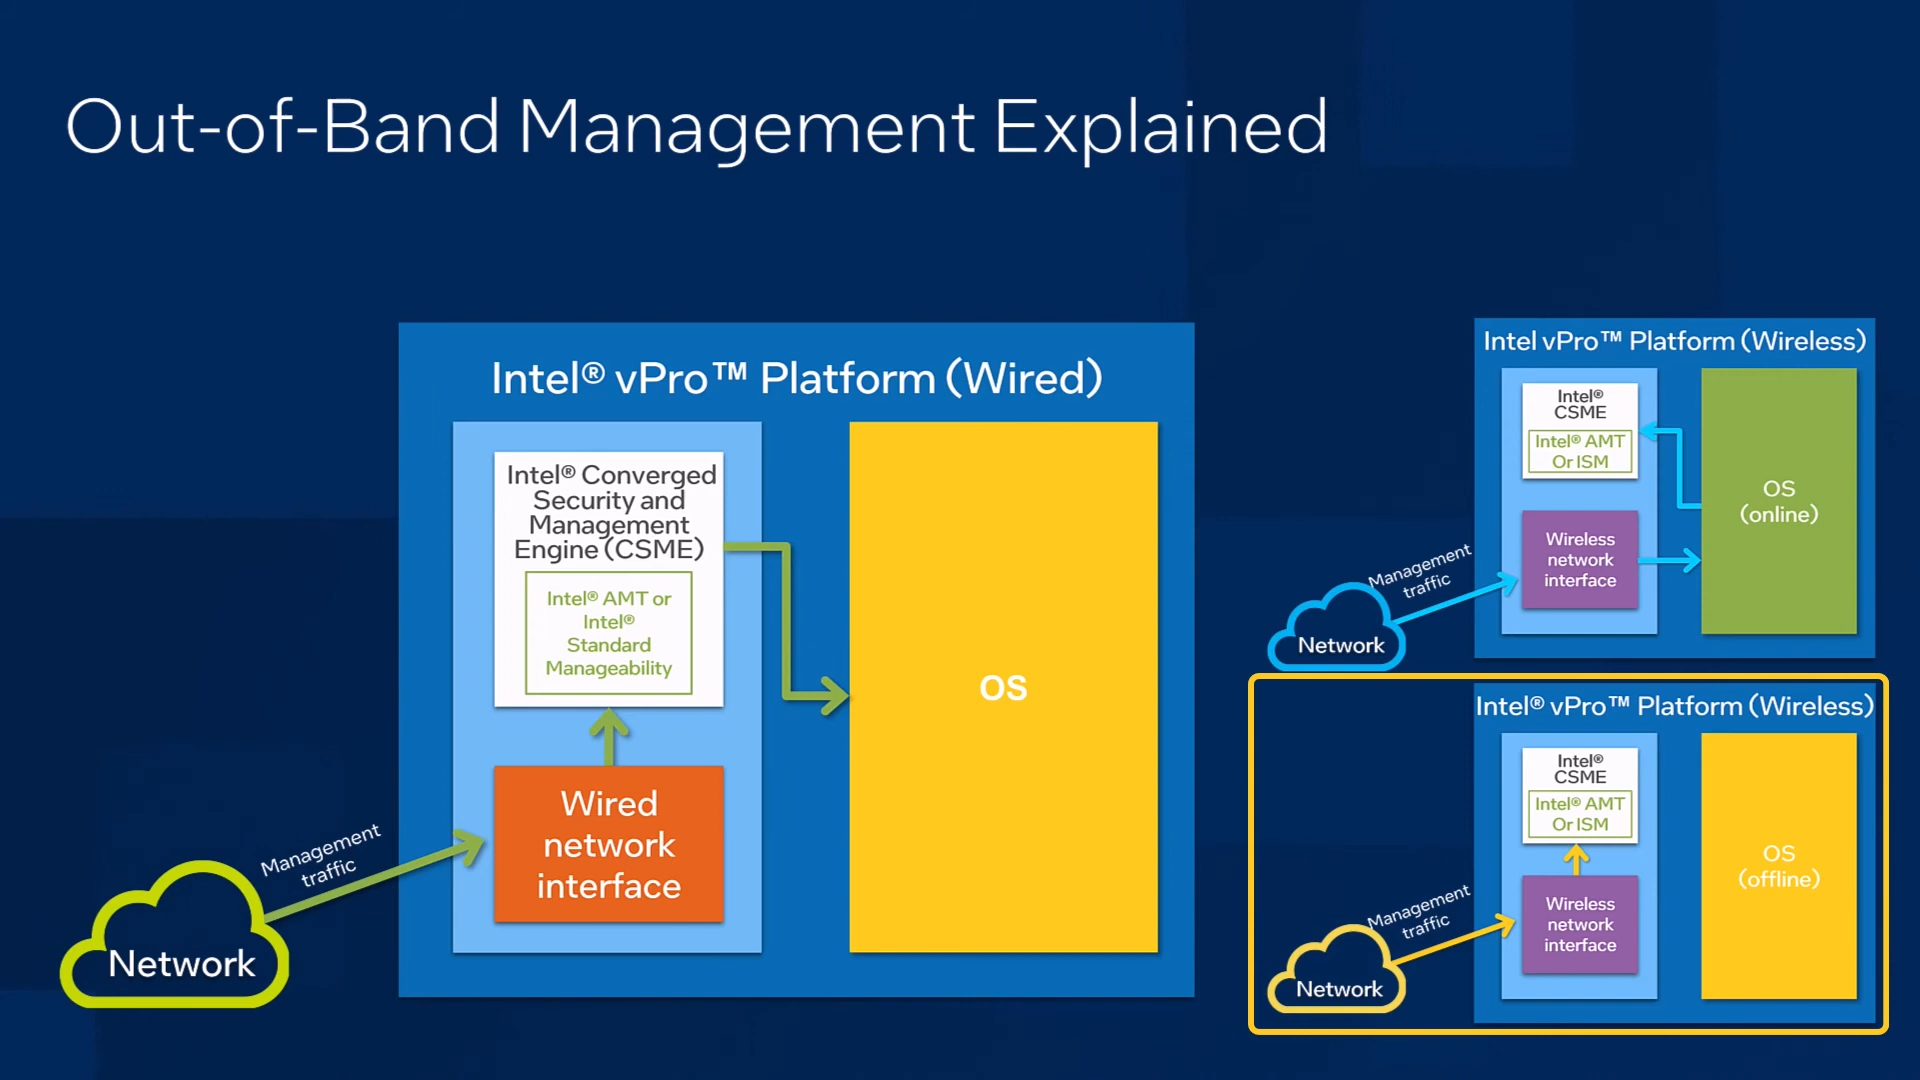 Out-of-Band Management Explained
Intel® vPro™ Platform (Wired)
Intel® Converged
Security and
Management
Engine (CSME)
Intel® AMT or
Intel®
Standard
Manageability
OS
Wired
network
interface
Management
traffic
Network
Intel vPro™ Platform (Wireless)
Intel®
CSME
Intel® AMT
Or ISM
OS
(online)
Wireless
network
interface
Management
traffic
Network
Intel® vPro™ Platform (Wireless)
Intel®
CSME
Intel® AMT
Or ISM
OS
(offline)
Wireless
network
interface
Management
traffic
Network